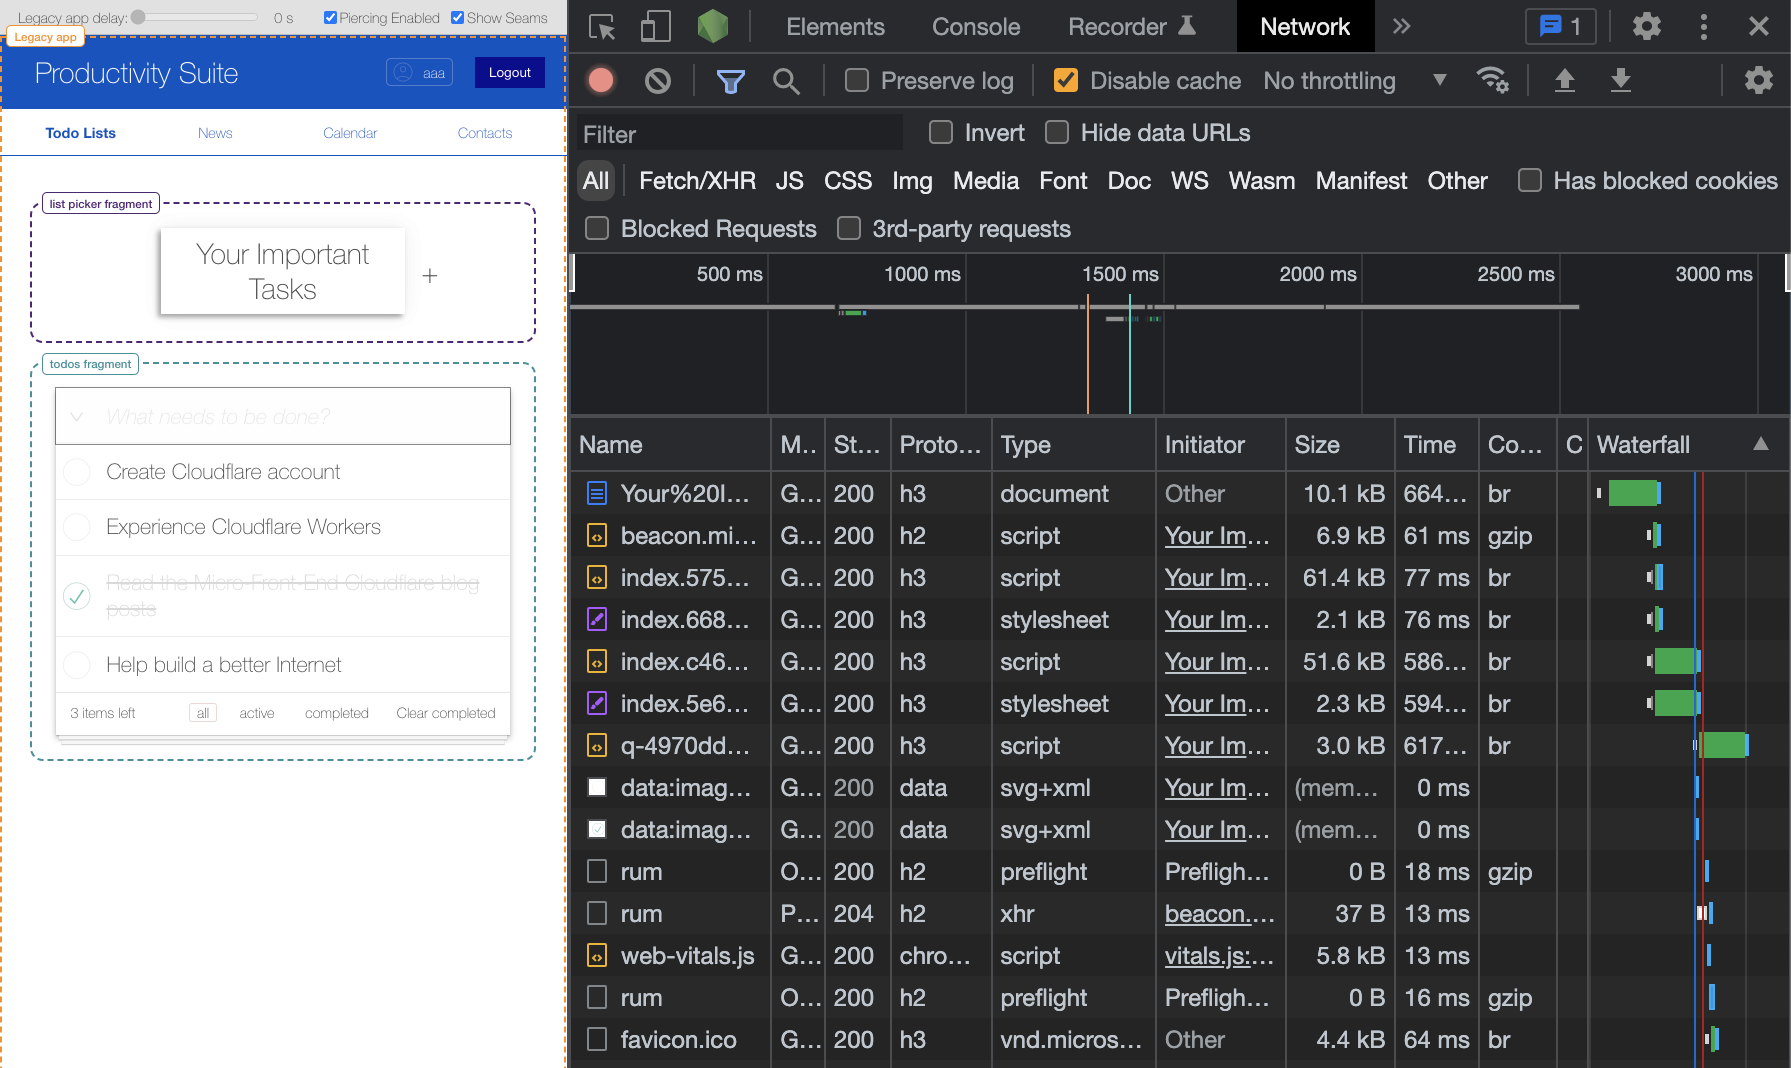 Legacy app delay: 0 s Piercing Enabled Show Seams
Legacy app
Productivity Suite aaa Logout
Todo Lists News Calendar Contacts
list picker fragment
Your Important
Tasks
+
todos fragment
What needs to be done?
Create Cloudflare account
Experience Cloudflare Workers
Read the Micro-Front-End Cloudflare blog
posts
Help build a better Internet
3 items left all active completed Clear completed
Elements Console Recorder Network 1
Preserve log Disable cache No throttling
Filter Invert Hide data URLs
All Fetch/XHR JS CSS Img Media Font Doc WS Wasm Manifest Other Has blocked cookies
Blocked Requests 3rd-party requests
500 ms 1000 ms 1500 ms 2000 ms 2500 ms 3000 ms
Name M.. St... Proto... Type Initiator Size Time Co... C Waterfall
Your%20I... G... 200 h3 document Other 10.1 kB 664... br
beacon.mi... G... 200 h2 script Your Im... 6.9 kB 61 ms gzip
index.575... G... 200 h3 script Your Im... 61.4 kB 77 ms br
index.668... G... 200 h3 stylesheet Your Im... 2.1 kB 76 ms br
index.c46... G... 200 h3 script Your Im... 51.6 kB 586... br
index.5e6... G... 200 h3 stylesheet Your Im... 2.3 kB 594... br
q-4970dd... G... 200 h3 script Your Im... 3.0 kB 617... br
data:imag... G... 200 data svg+xml Your Im... (mem... 0 ms
data:imag... G... 200 data svg+xml Your Im... (mem... 0 ms
rum O... 200 h2 preflight Prefligh... 0 B 18 ms gzip
rum P... 204 h2 xhr beacon.... 37 B 13 ms
web-vitals.js G... 200 chro... script vitals.js:... 5.8 kB 13 ms
rum O... 200 h2 preflight Prefligh... 0 B 16 ms gzip
favicon.ico G... 200 h3 vnd.micros... Other 4.4 kB 64 ms br